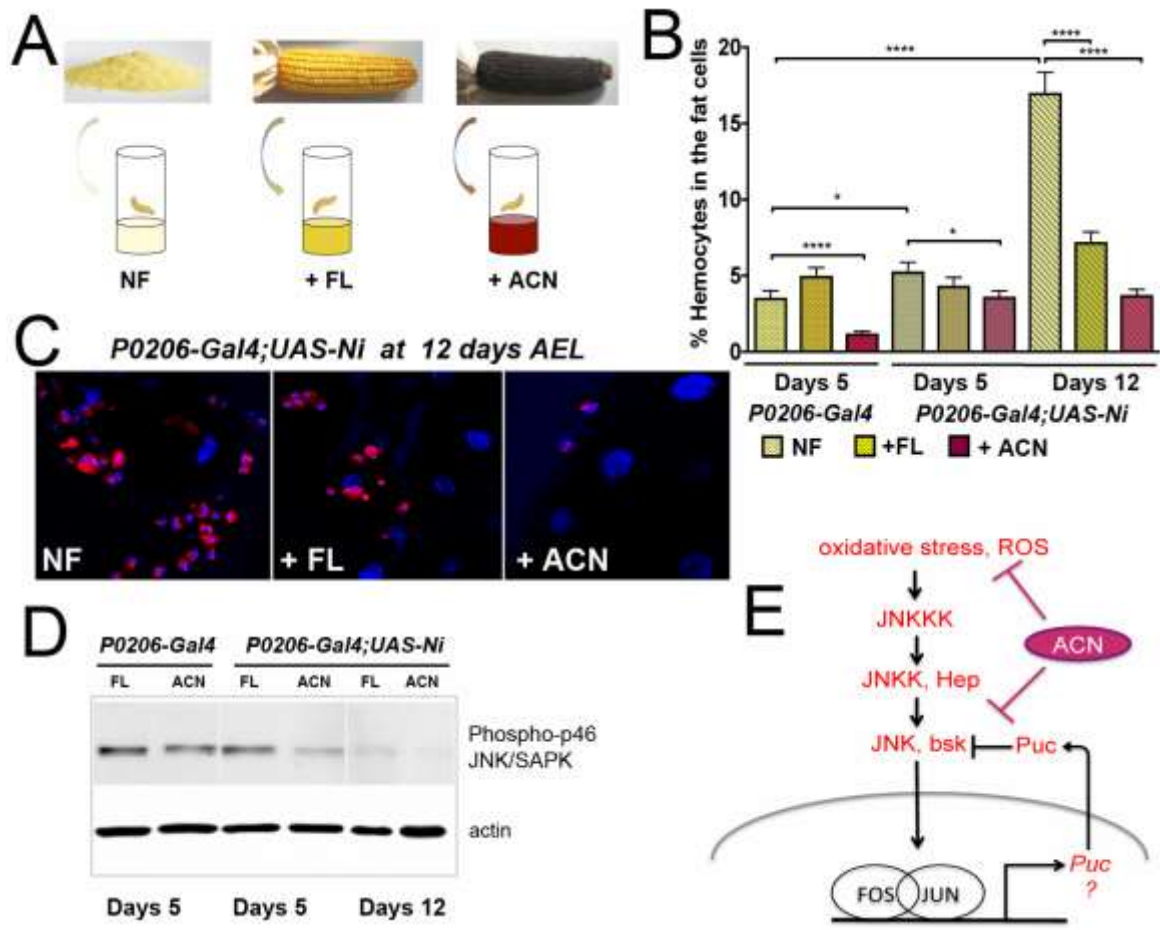 A
NF
+ FL
+ ACN
B
% Hemocytes in the fat cells
20
15
10
5
0
****
****
****
*
****
*
Days 5
Days 5
Days 12
P0206-Gal4
P0206-Gal4;UAS-Ni
NF
+FL
+ ACN
C
P0206-Gal4;UAS-Ni at 12 days AEL
NF
+ FL
+ ACN
D
P0206-Gal4
P0206-Gal4;UAS-Ni
FL ACN FL ACN FL ACN
Phospho-p46
JNK/SAPK
actin
Days 5
Days 5
Days 12
E
oxidative stress, ROS
JNKKK
ACN
JNKK, Hep
JNK, bsk
Puc
FOS
JUN
Puc
?